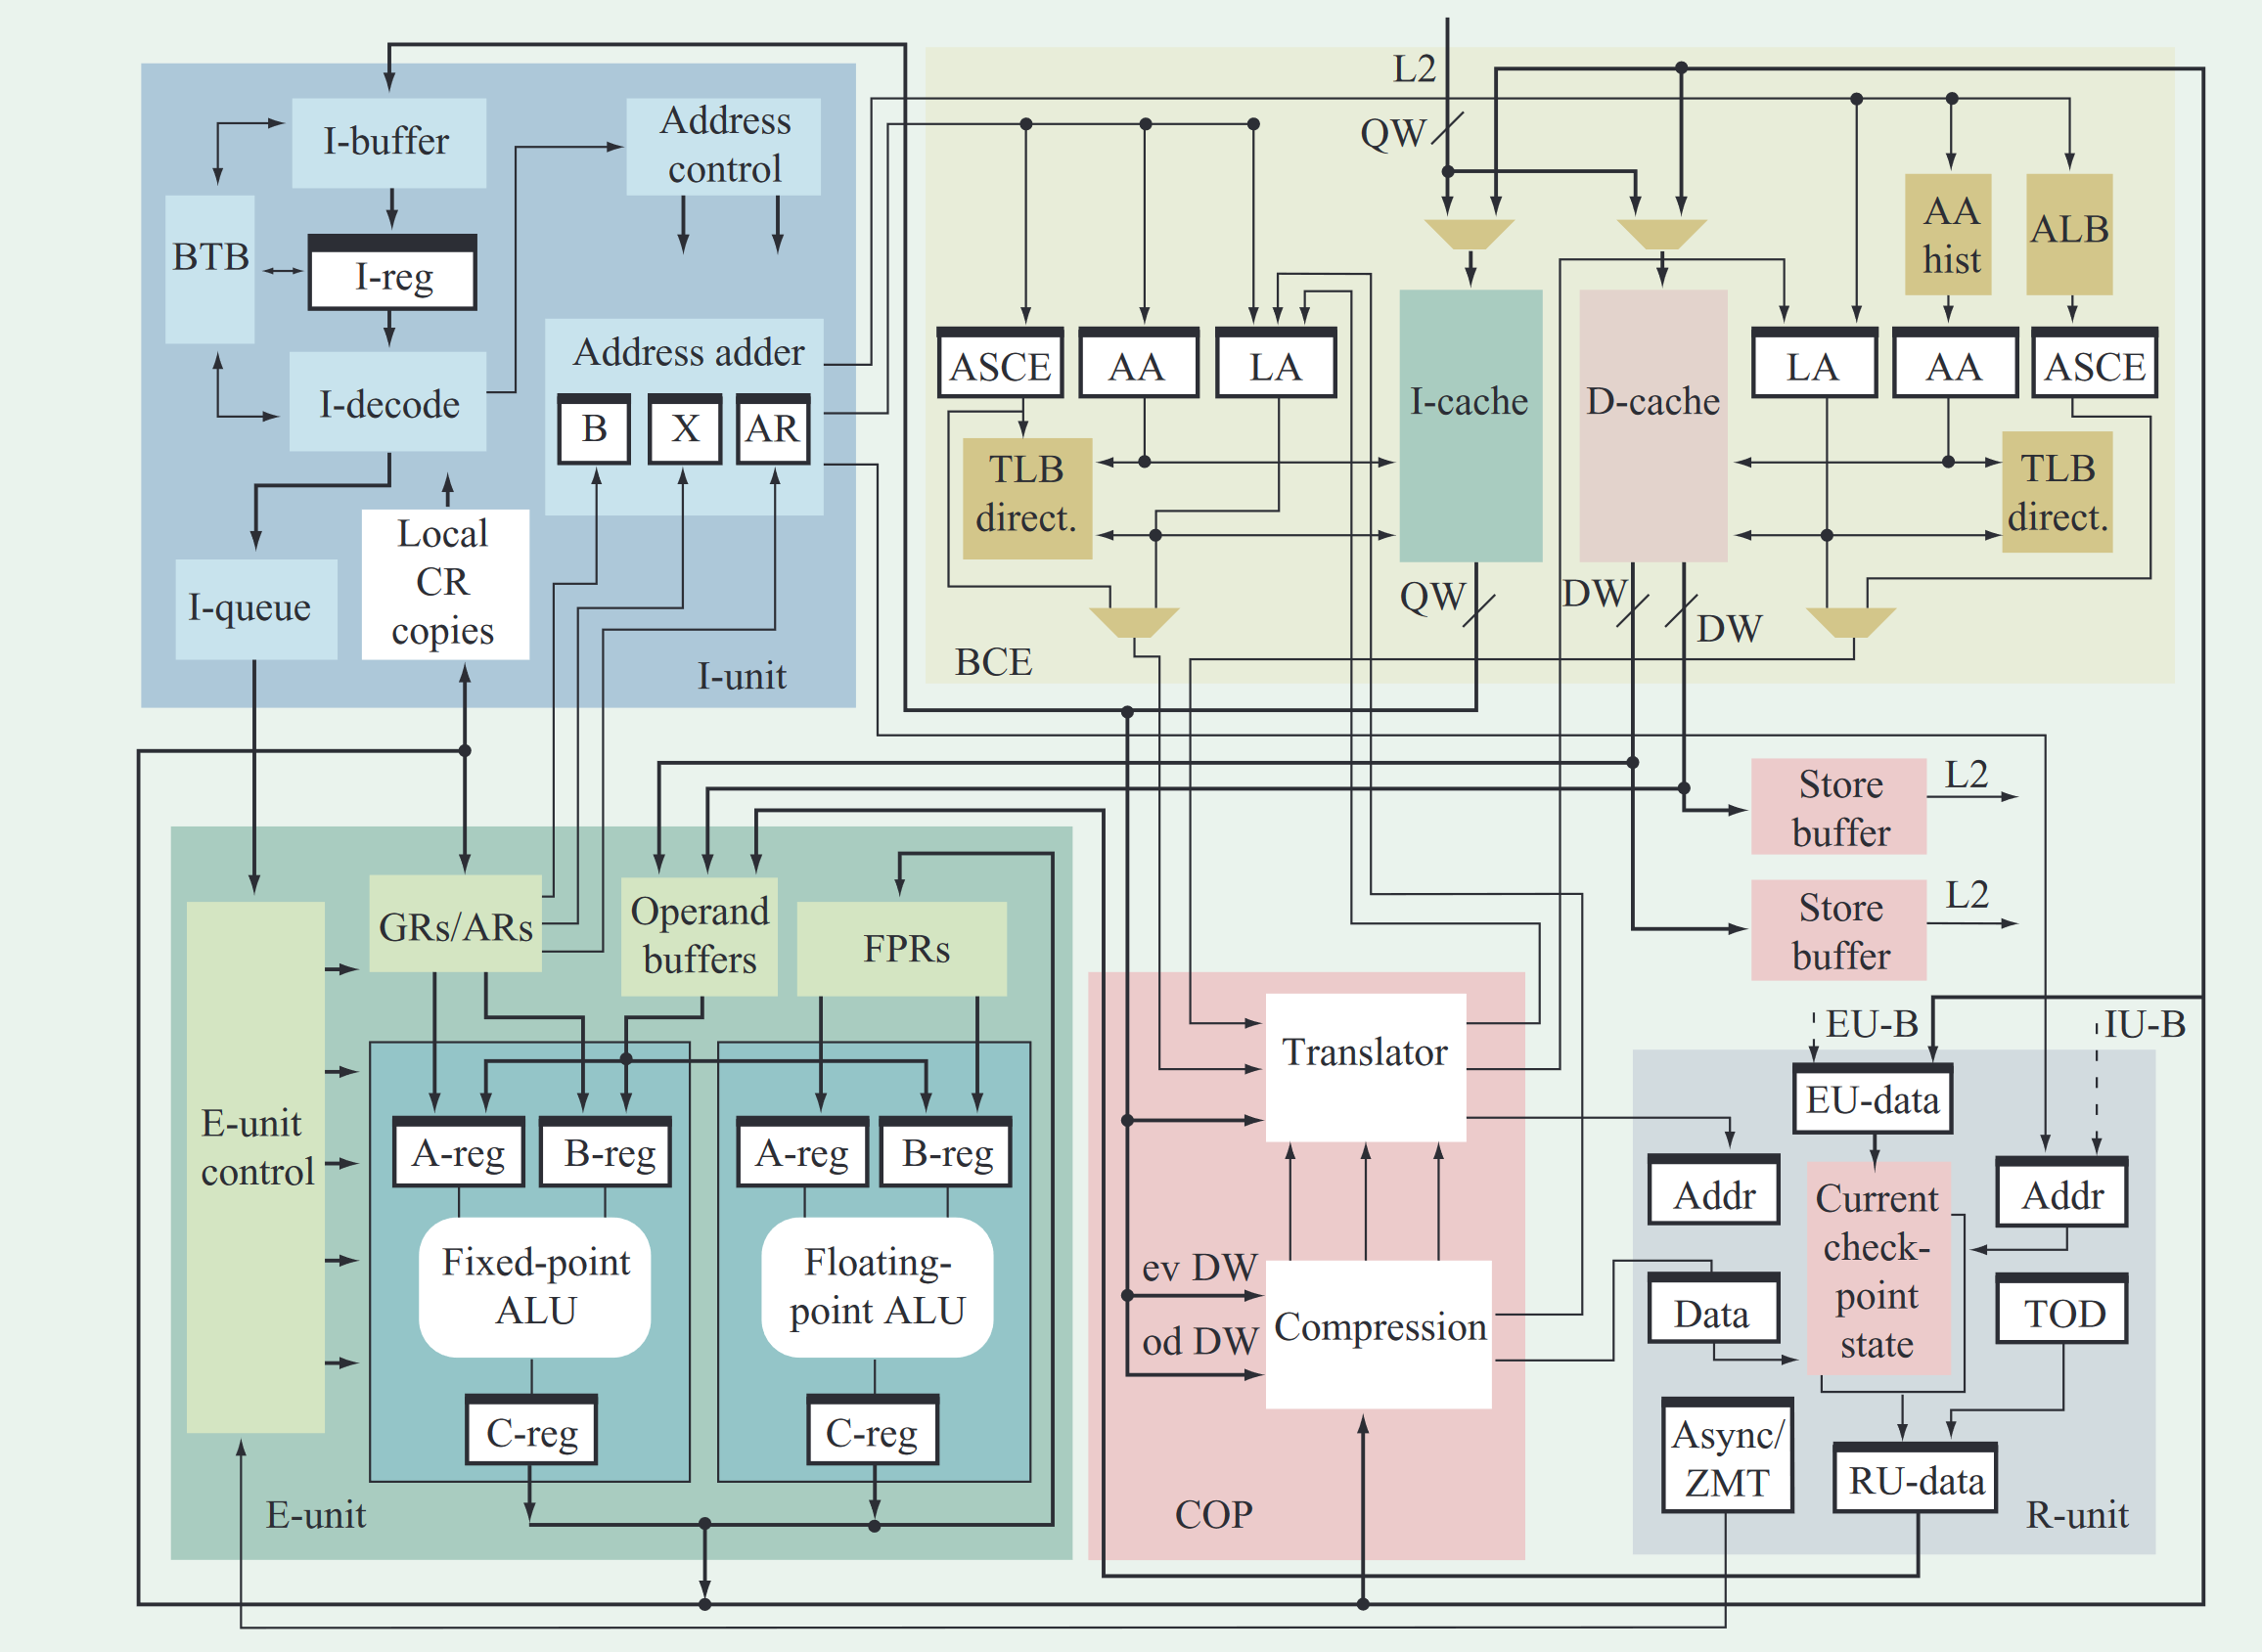 L2
QW
I-buffer
Address
control
BTB
I-reg
I-decode
Address adder
B
X
AR
Local
CR
copies
I-queue
I-unit
ASCE
AA
LA
I-cache
D-cache
AA
hist
ALB
LA
AA
ASCE
TLB
direct.
TLB
direct.
QW
DW
DW
BCE
Store
buffer
L2
Store
buffer
L2
GRs/ARs
Operand
buffers
FPRs
E-unit
control
A-reg
B-reg
A-reg
B-reg
Fixed-point
ALU
Floating-
point ALU
C-reg
C-reg
E-unit
Translator
ev DW
od DW
Compression
COP
EU-B
IU-B
EU-data
Addr
Current
check-
point
state
Addr
Data
TOD
Async/
ZMT
RU-data
R-unit